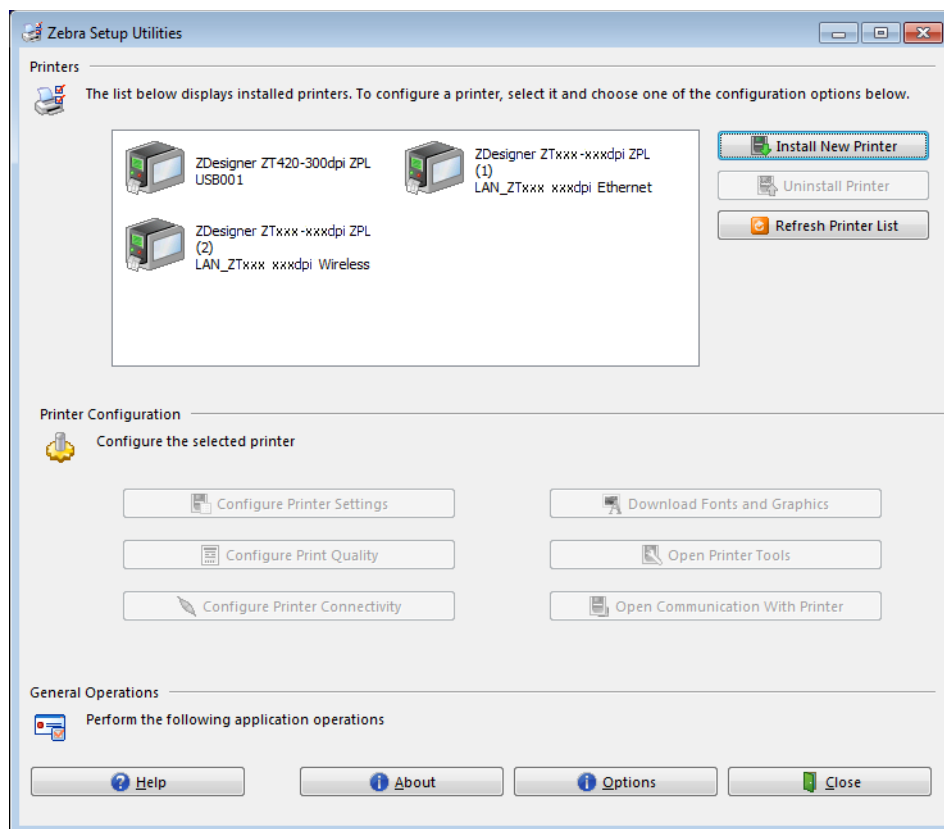 Zebra Setup Utilities
Printers
The list below displays installed printers. To configure a printer, select it and choose one of the configuration options below.
ZDesigner ZT420-300dpi ZPL
USB001
ZDesigner ZTxxx-xxxdpi ZPL
(1)
LAN_ZTxxx xxxdpi Ethernet
ZDesigner ZTxxx-xxxdpi ZPL
(2)
LAN_ZTxxx xxxdpi Wireless
Install New Printer
Uninstall Printer
Refresh Printer List
Printer Configuration
Configure the selected printer
Configure Printer Settings
Download Fonts and Graphics
Configure Print Quality
Open Printer Tools
Configure Printer Connectivity
Open Communication With Printer
General Operations
Perform the following application operations
Help
About
Options
Close